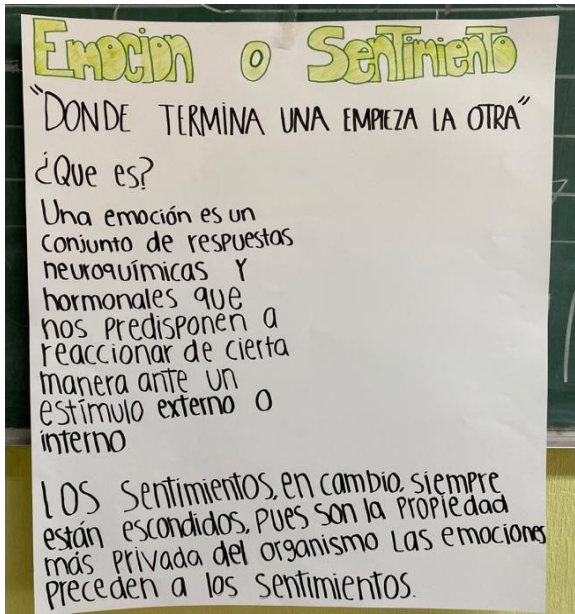 Emocion o Sentimiento
"DONDE TERMINA UNA EMPIEZA LA OTRA"
¿Que es?
Una emoción es un
conjunto de respuestas
neuroquímicas Y
hormonales que
nos predisponen a
reaccionar de cierta
manera ante un
estímulo externo o
interno
LOS sentimientos, en cambio, siempre
están escondidos, pues son la propiedad
más privada del organismo Las emociones
preceden a los sentimientos.